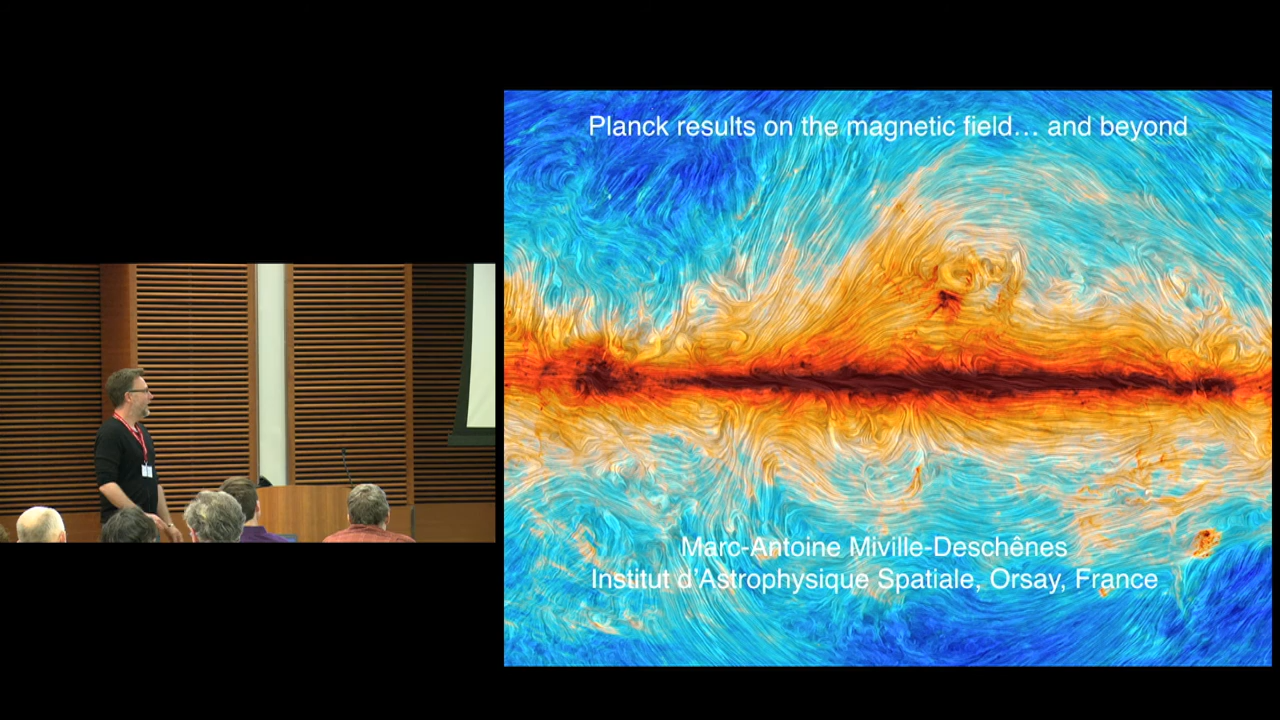 Planck results on the magnetic field… and beyond
Marc-Antoine Miville-Deschênes
Institut d'Astrophysique Spatiale, Orsay, France